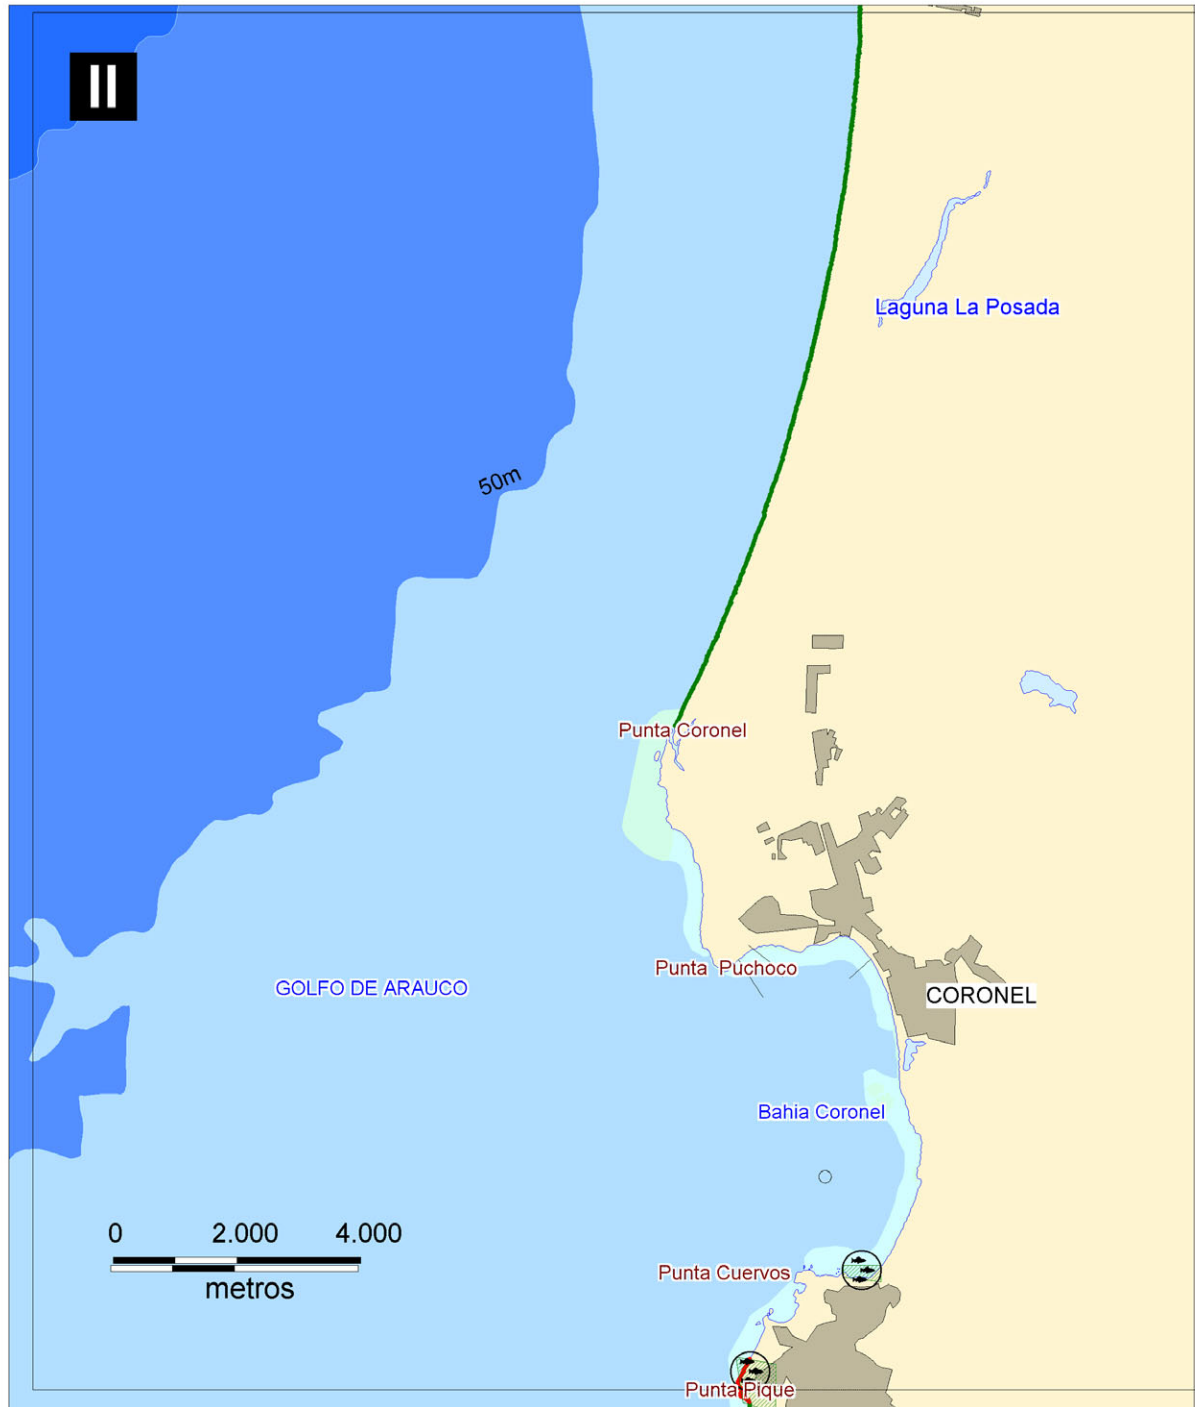 II
Laguna La Posada
50m
Punta Coronel
Punta Puchoco
GOLFO DE ARAUCO
CORONEL
Bahia Coronel
0 2.000 4.000
metros
Punta Cuervos
Punta Pique